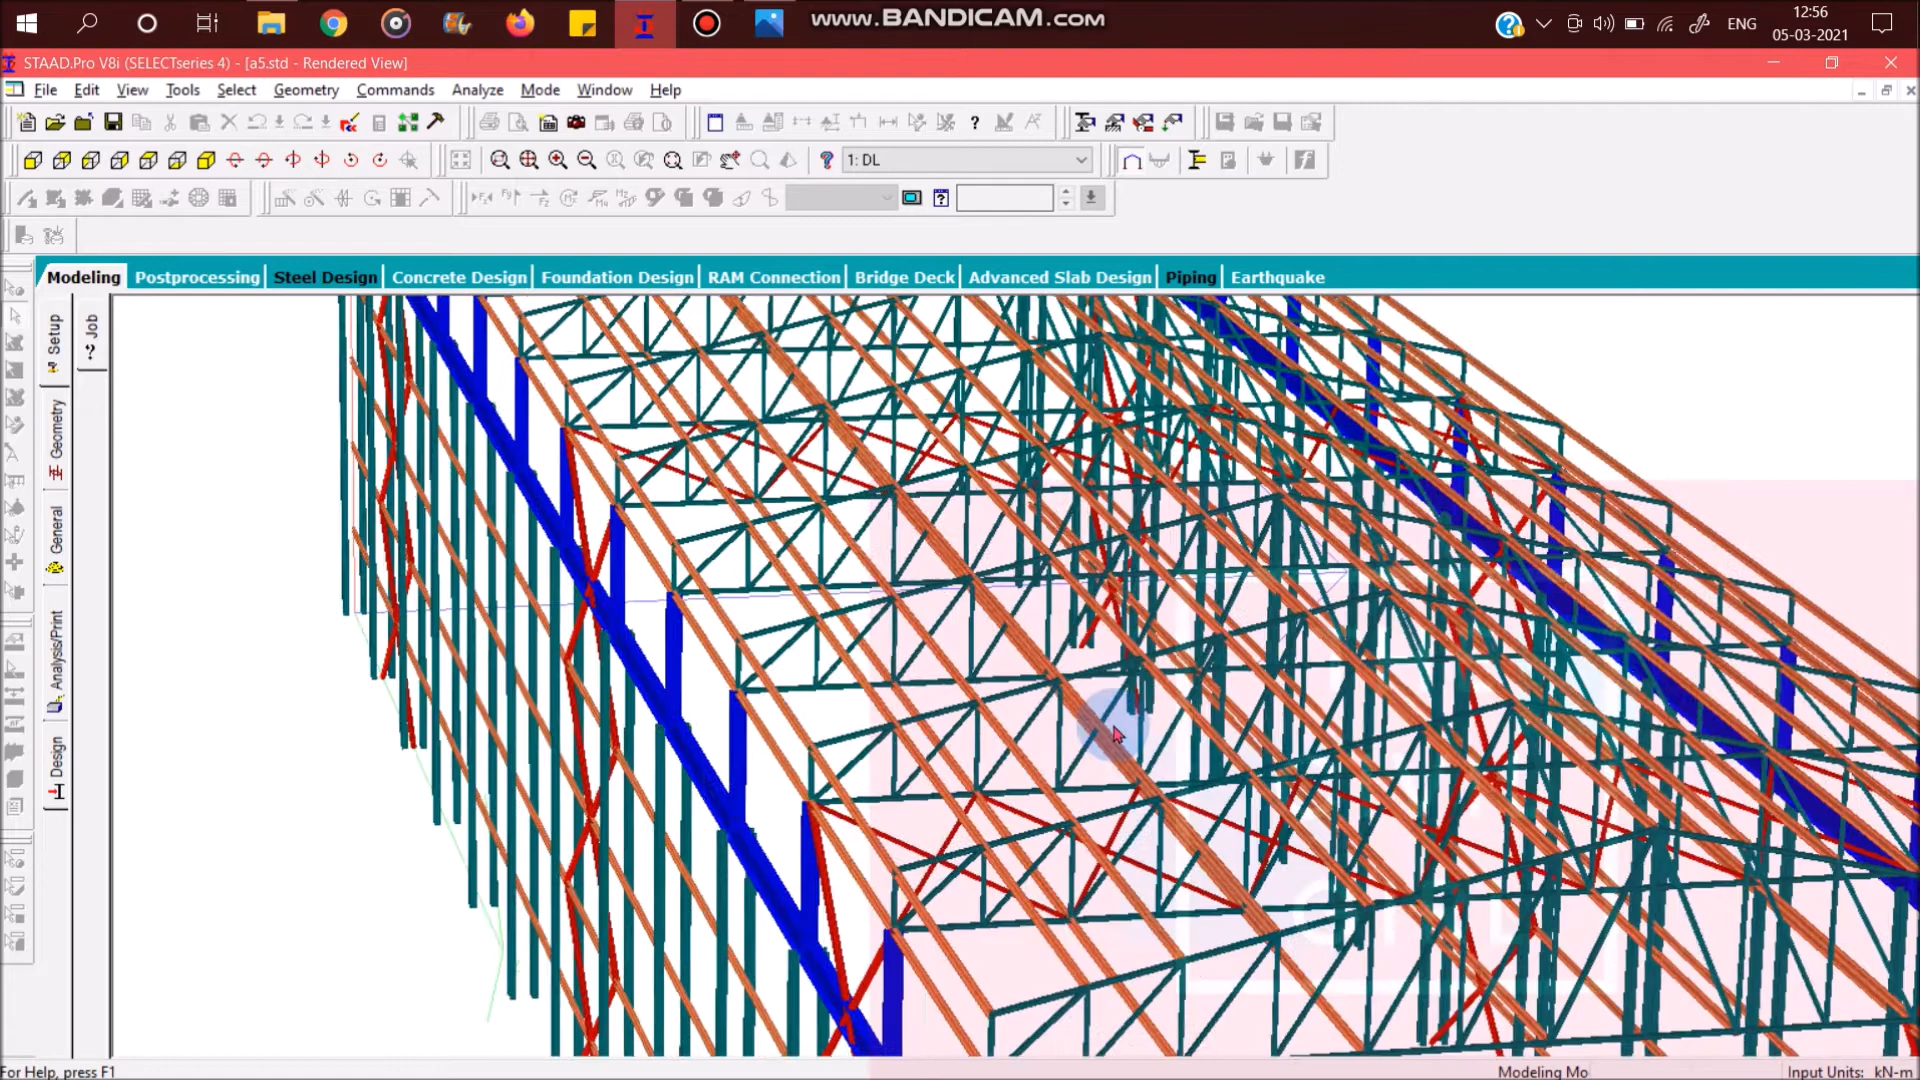 www.BANDICAM.com
ENG
12:56
05-03-2021
STAAD.Pro V8i (SELECTseries 4) - [a5.std - Rendered View]
File Edit View Tools Select Geometry Commands Analyze Mode Window Help
1: DL
Modeling Postprocessing Steel Design Concrete Design Foundation Design RAM Connection Bridge Deck Advanced Slab Design Piping Earthquake
Setup
Job
Geometry
General
Analysis/Print
Design
For Help, press F1
Modeling Mo
Input Units: kN-m